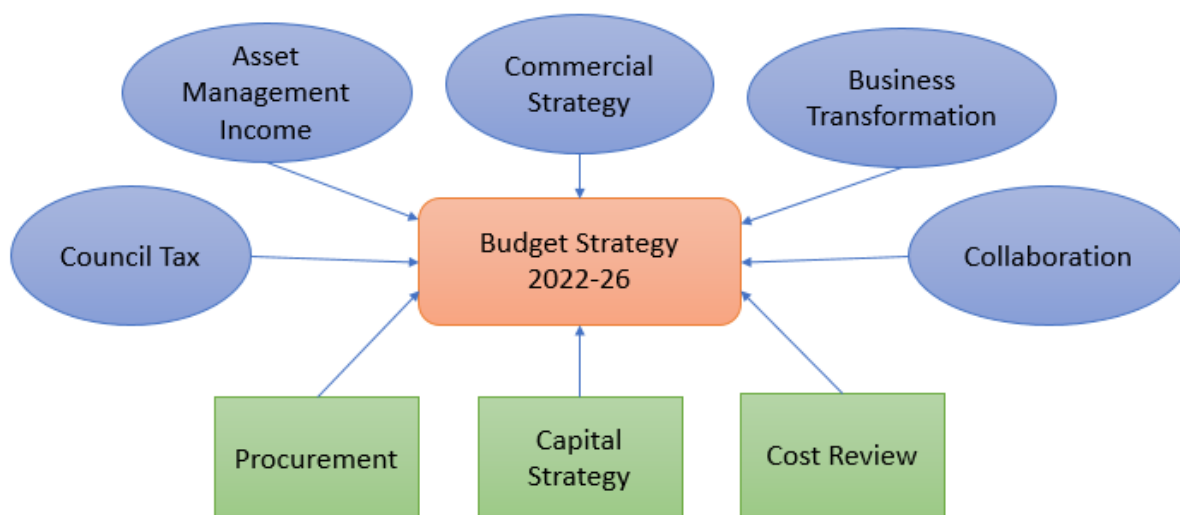 Asset
Management
Income
Commercial
Strategy
Business
Transformation
Council Tax
Budget Strategy
2022-26
Collaboration
Procurement
Capital
Strategy
Cost Review